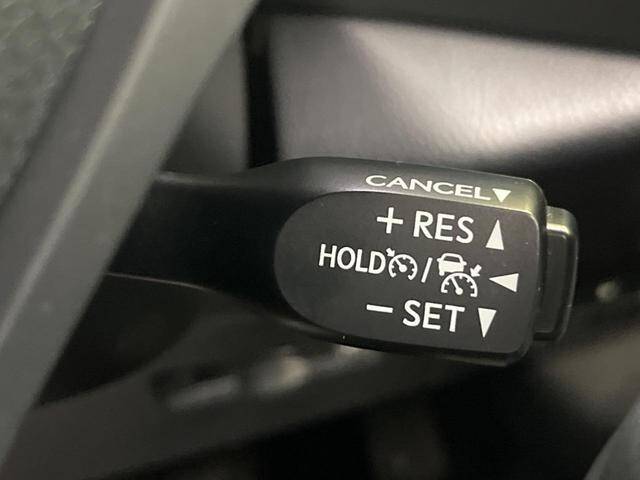 CANCEL▼
+ RES ▲
HOLD / ◀
− SET ▼